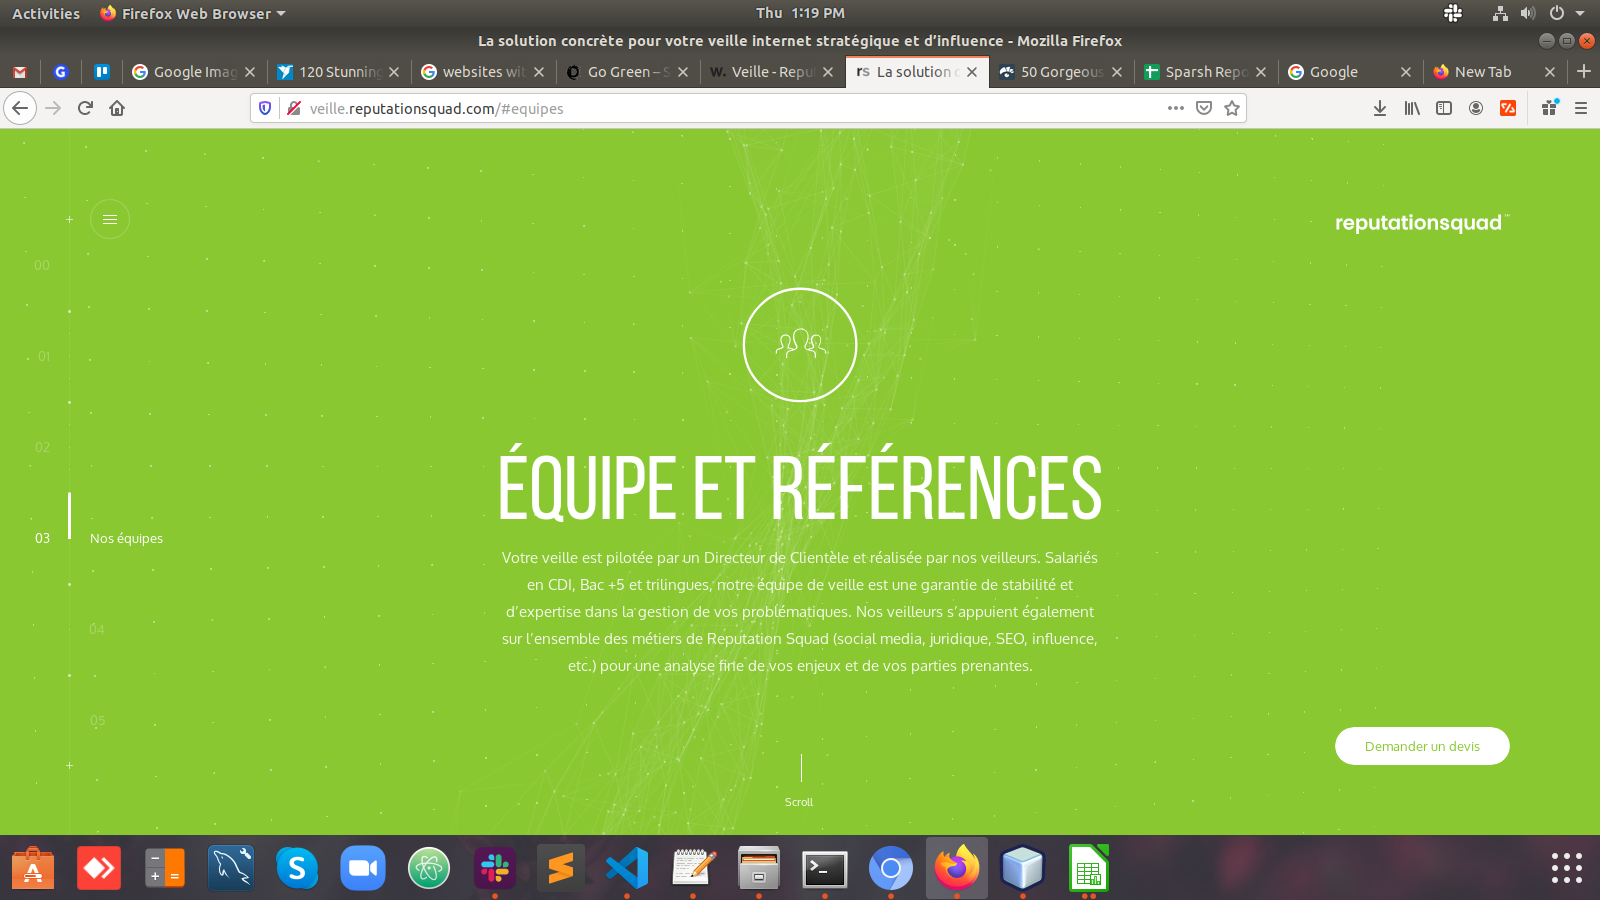 Activities
Firefox Web Browser
Thu 1:19 PM
La solution concrète pour votre veille internet stratégique et d’influence - Mozilla Firefox
Google Imag
120 Stunning
websites wit
Go Green – S
W. Veille - Repu
rs La solution c
50 Gorgeous
Sparsh Repo
Google
New Tab
veille.reputationsquad.com/#equipes
reputationsquad™
00
01
02
03 Nos équipes
04
05
ÉQUIPE ET RÉFÉRENCES
Votre veille est pilotée par un Directeur de Clientèle et réalisée par nos veilleurs. Salariés
en CDI, Bac +5 et trilingues, notre équipe de veille est une garantie de stabilité et
d’expertise dans la gestion de vos problématiques. Nos veilleurs s’appuient également
sur l’ensemble des métiers de Reputation Squad (social media, juridique, SEO, influence,
etc.) pour une analyse fine de vos enjeux et de vos parties prenantes.
Demander un devis
Scroll